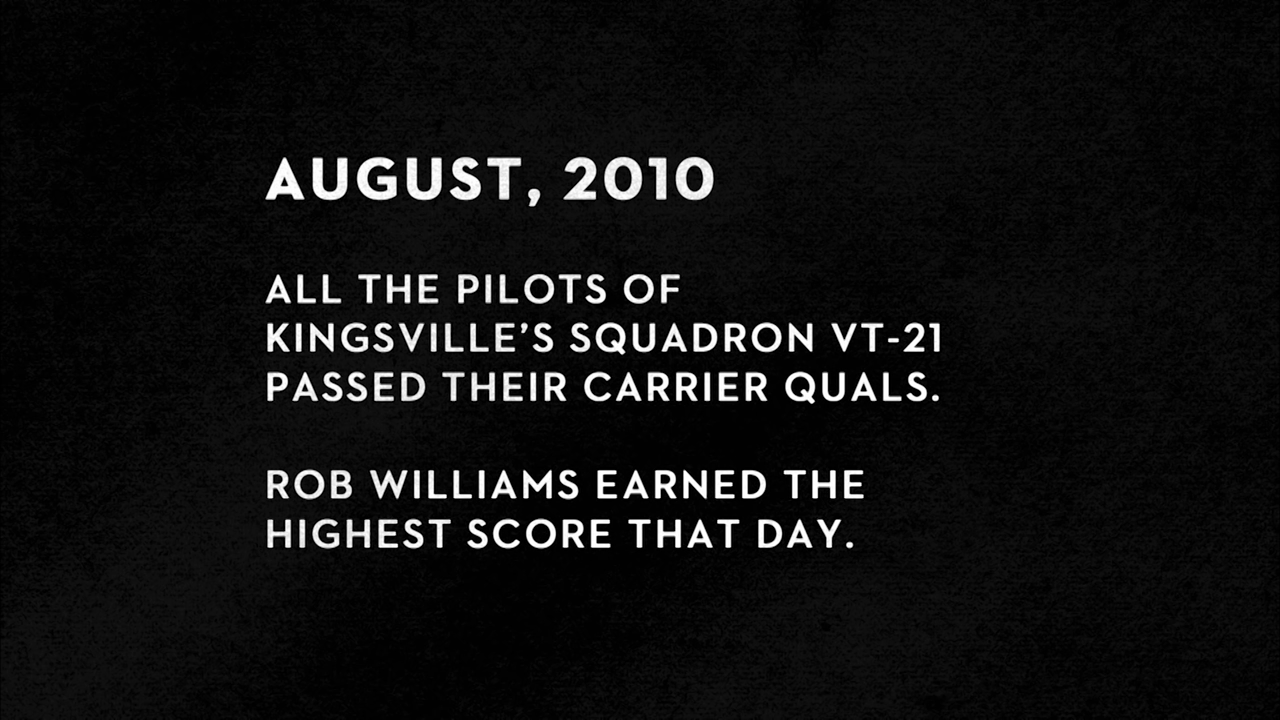 AUGUST, 2010
ALL THE PILOTS OF
KINGSVILLE'S SQUADRON VT-21
PASSED THEIR CARRIER QUALS.
ROB WILLIAMS EARNED THE
HIGHEST SCORE THAT DAY.